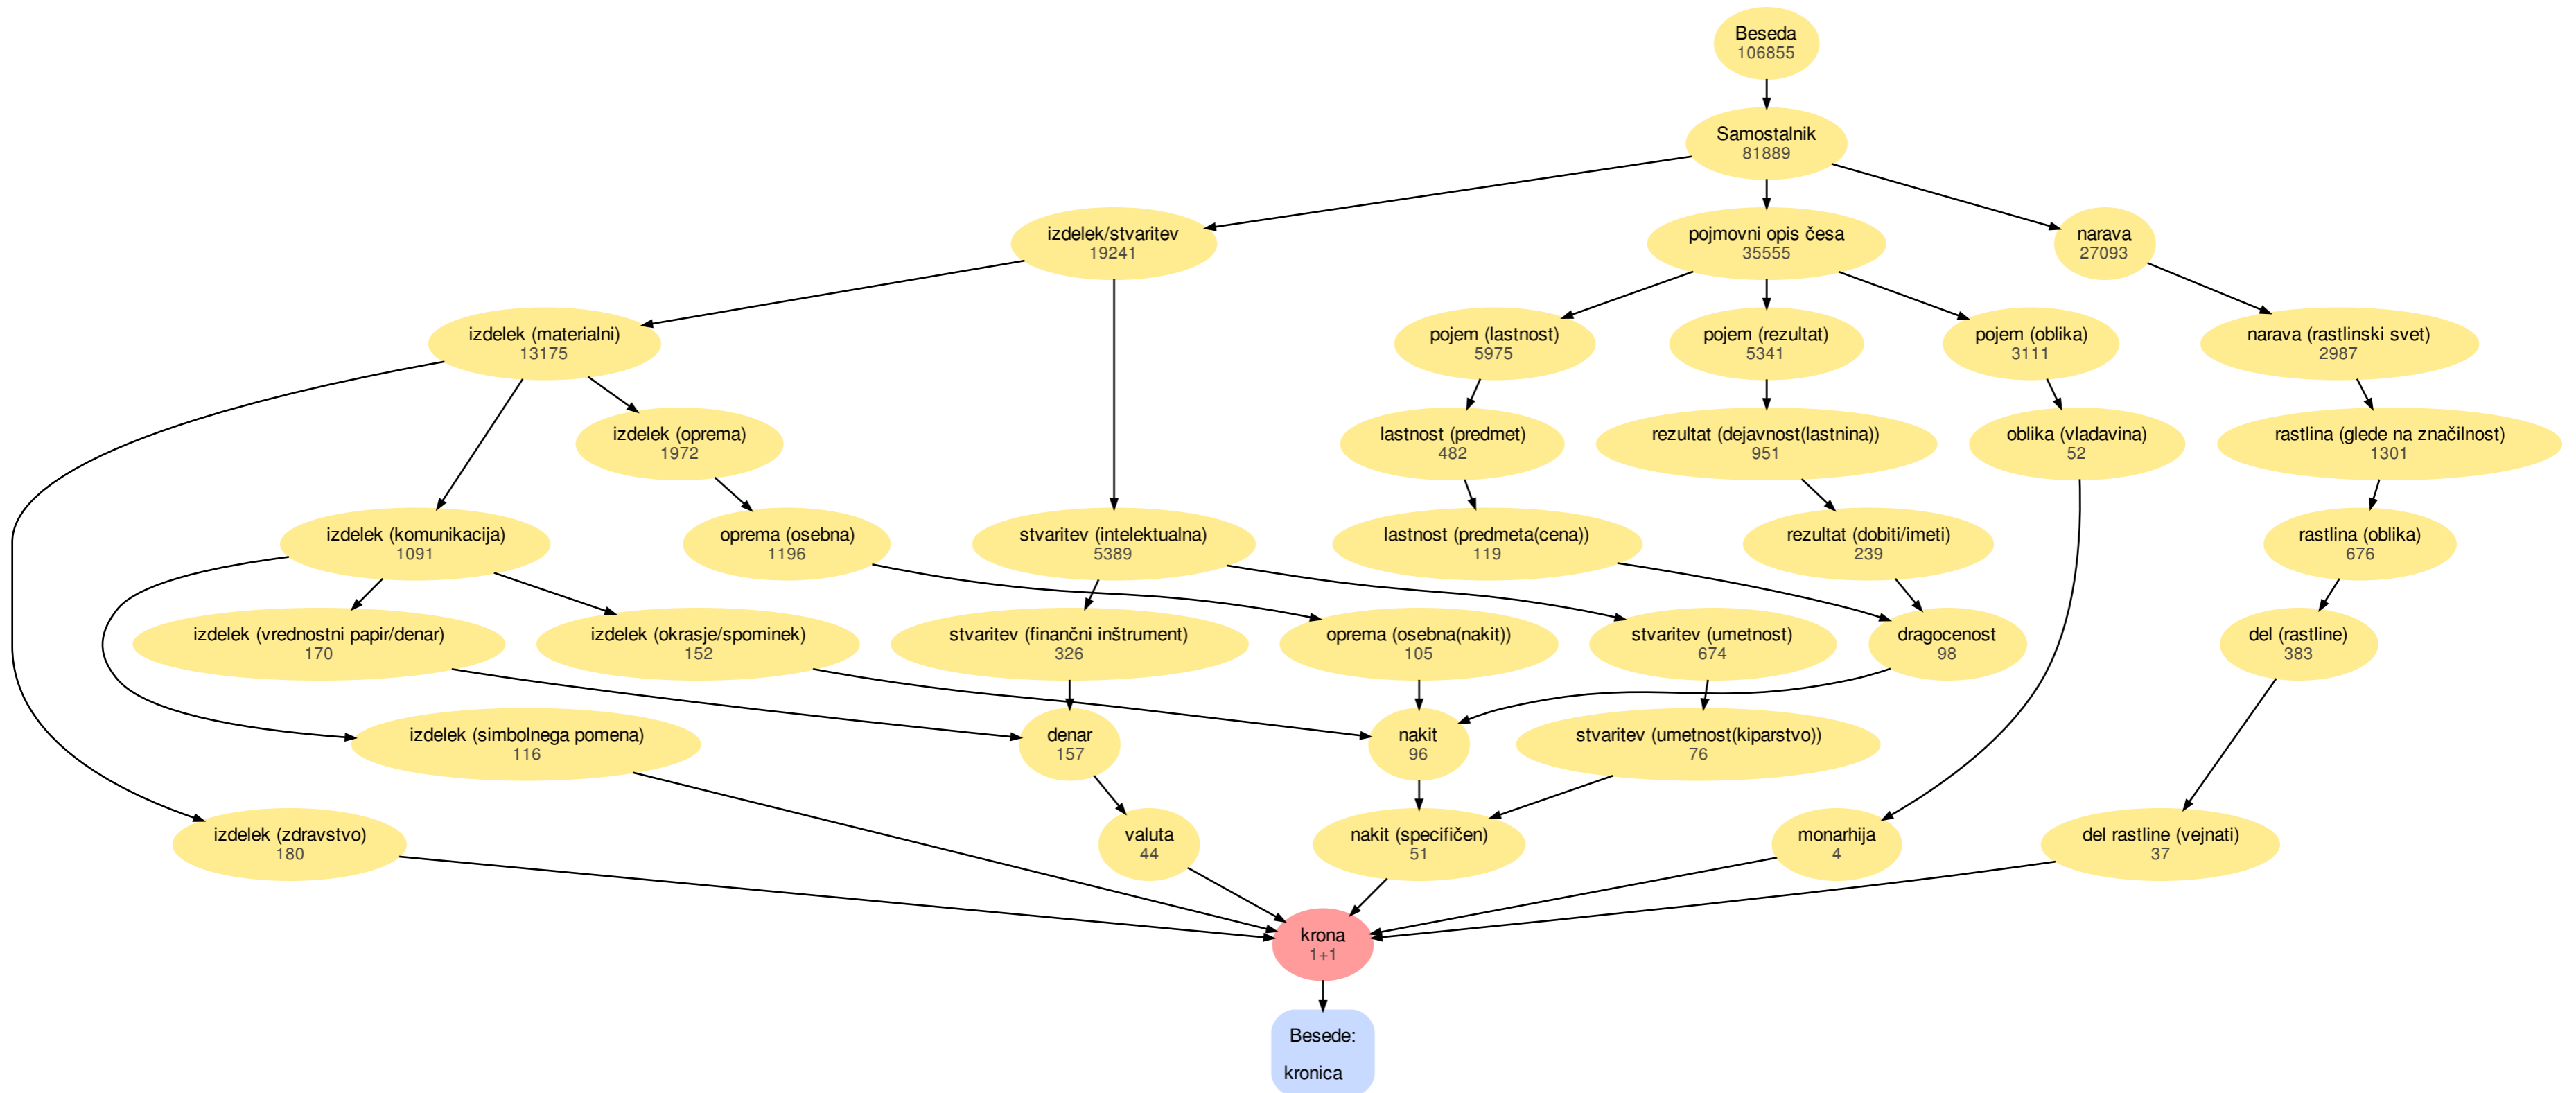 Beseda
106855
Samostalnik
81889
izdelek/stvaritev
19241
pojmovni opis česa
35555
narava
27093
izdelek (materialni)
13175
pojem (lastnost)
5975
pojem (rezultat)
5341
pojem (oblika)
3111
narava (rastlinski svet)
2987
izdelek (oprema)
1972
lastnost (predmet)
482
rezultat (dejavnost(lastnina))
951
oblika (vladavina)
52
rastlina (glede na značilnost)
1301
izdelek (komunikacija)
1091
oprema (osebna)
1196
stvaritev (intelektualna)
5389
lastnost (predmeta(cena))
119
rezultat (dobiti/imeti)
239
rastlina (oblika)
676
izdelek (vrednostni papir/denar)
170
izdelek (okrasje/spominek)
152
stvaritev (finančni inštrument)
326
oprema (osebna(nakit))
105
stvaritev (umetnost)
674
dragocenost
98
del (rastline)
383
izdelek (simbolnega pomena)
116
denar
157
nakit
96
stvaritev (umetnost(kiparstvo))
76
izdelek (zdravstvo)
180
valuta
44
nakit (specifičen)
51
monarhija
4
del rastline (vejnati)
37
krona
1+1
Besede:
kronica